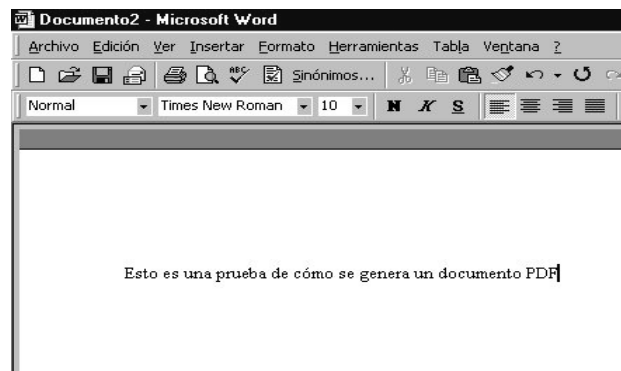 Documento2 - Microsoft Word
Archivo Edición Ver Insertar Formato Herramientas Tabla Ventana ?
ABC Sinónimos...
Normal Times New Roman 10 N K S
Esto es una prueba de cómo se genera un documento PDF